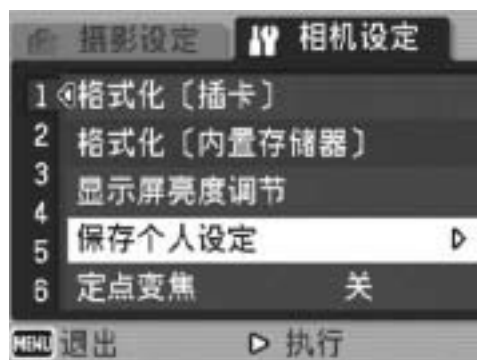 摄影设定 相机设定
1 格式化〔插卡〕
2 格式化〔内置存储器〕
3 显示屏亮度调节
4
5 保存个人设定
6 定点变焦 关
MENU 退出 执行